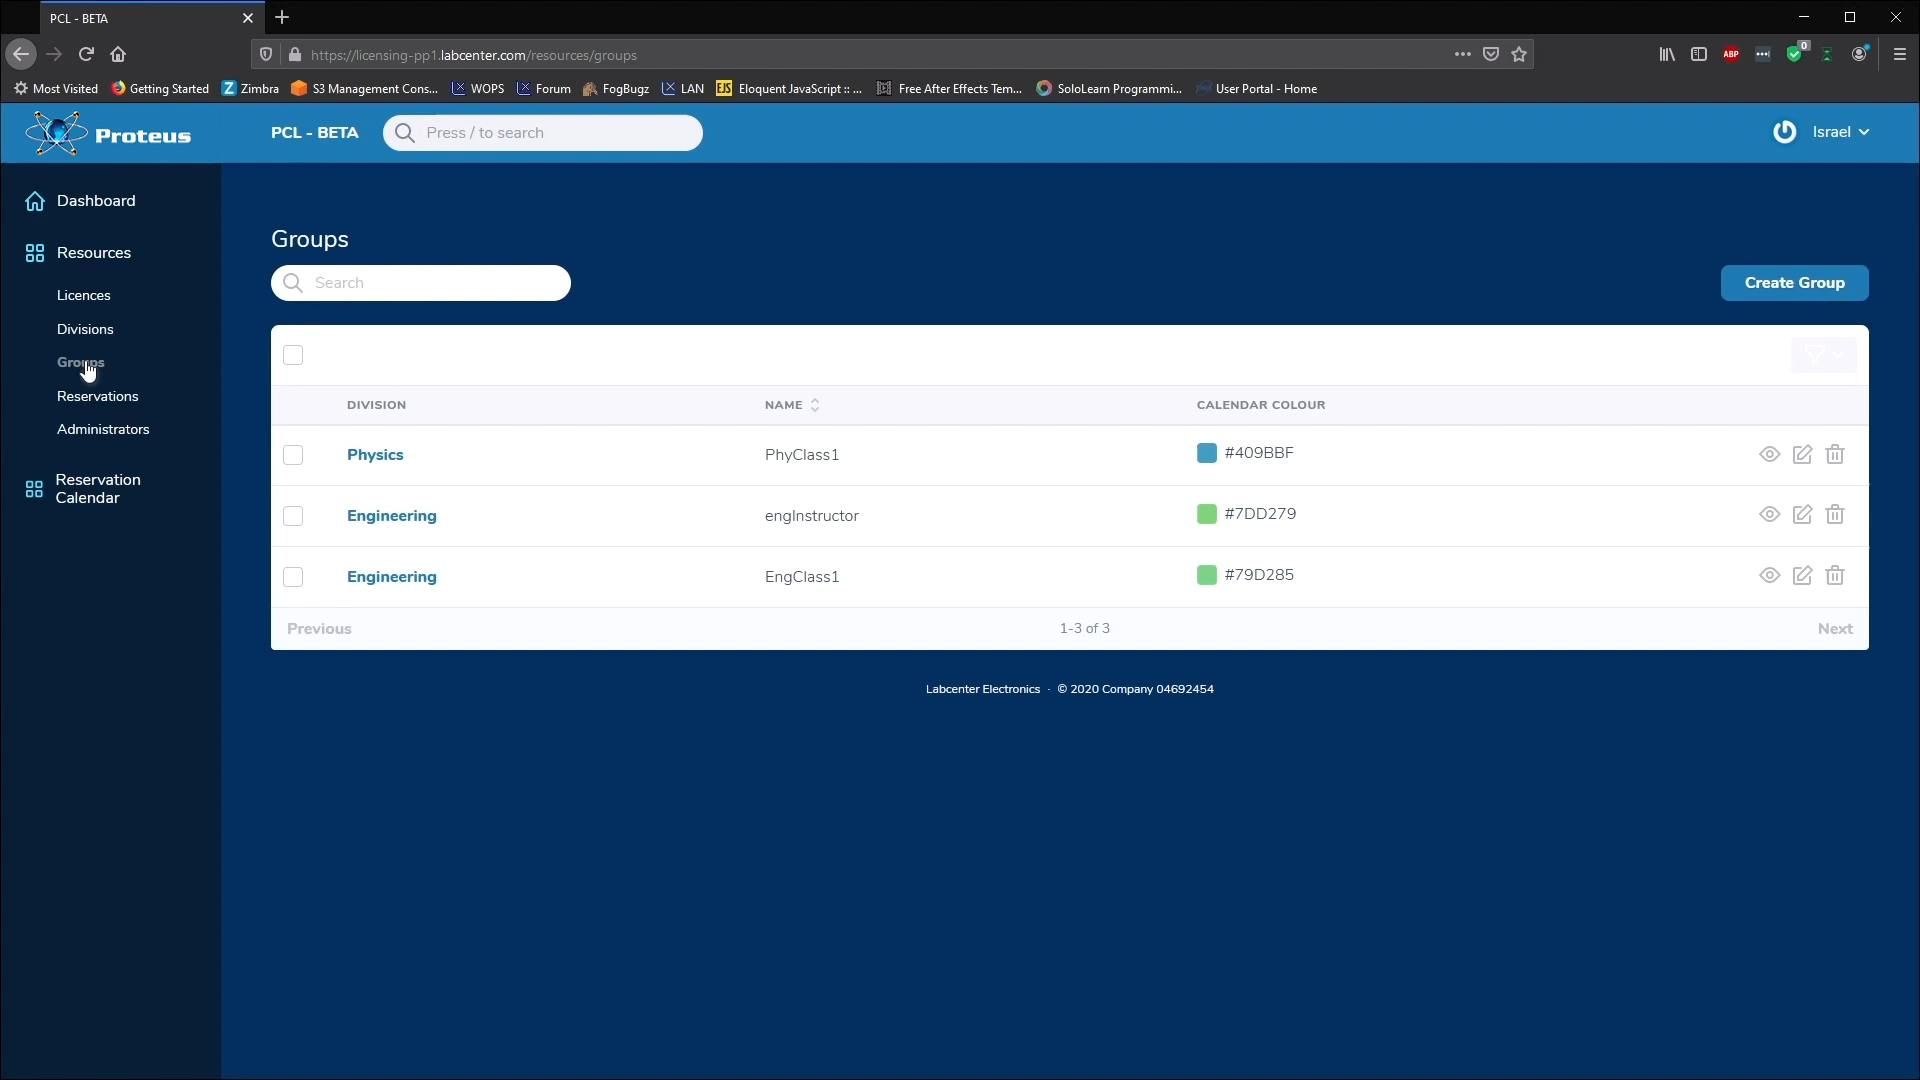 PCL - BETA
https://licensing-pp1.labcenter.com/resources/groups
ABP
0
Most Visited
Getting Started
Z Zimbra
S3 Management Cons...
WOPS
Forum
FogBugz
LAN
EJS Eloquent JavaScript :: ...
Free After Effects Tem...
SoloLearn Programmi...
User Portal - Home
Proteus
PCL - BETA
Press / to search
Israel
Dashboard
Resources
Licences
Divisions
Groups
Reservations
Administrators
Reservation
Calendar
Groups
Search
Create Group
DIVISION NAME CALENDAR COLOUR
Physics PhyClass1 #409BBF
Engineering engInstructor #7DD279
Engineering EngClass1 #79D285
Previous 1-3 of 3 Next
Labcenter Electronics · © 2020 Company 04692454